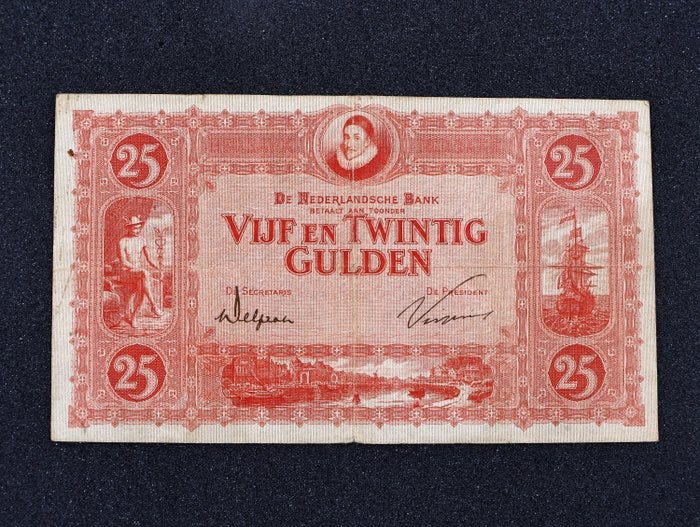 25
25
De Nederlandsche Bank
BETAALT AAN TOONDER
VIJF EN TWINTIG
GULDEN
De Secretaris
De President
25
25